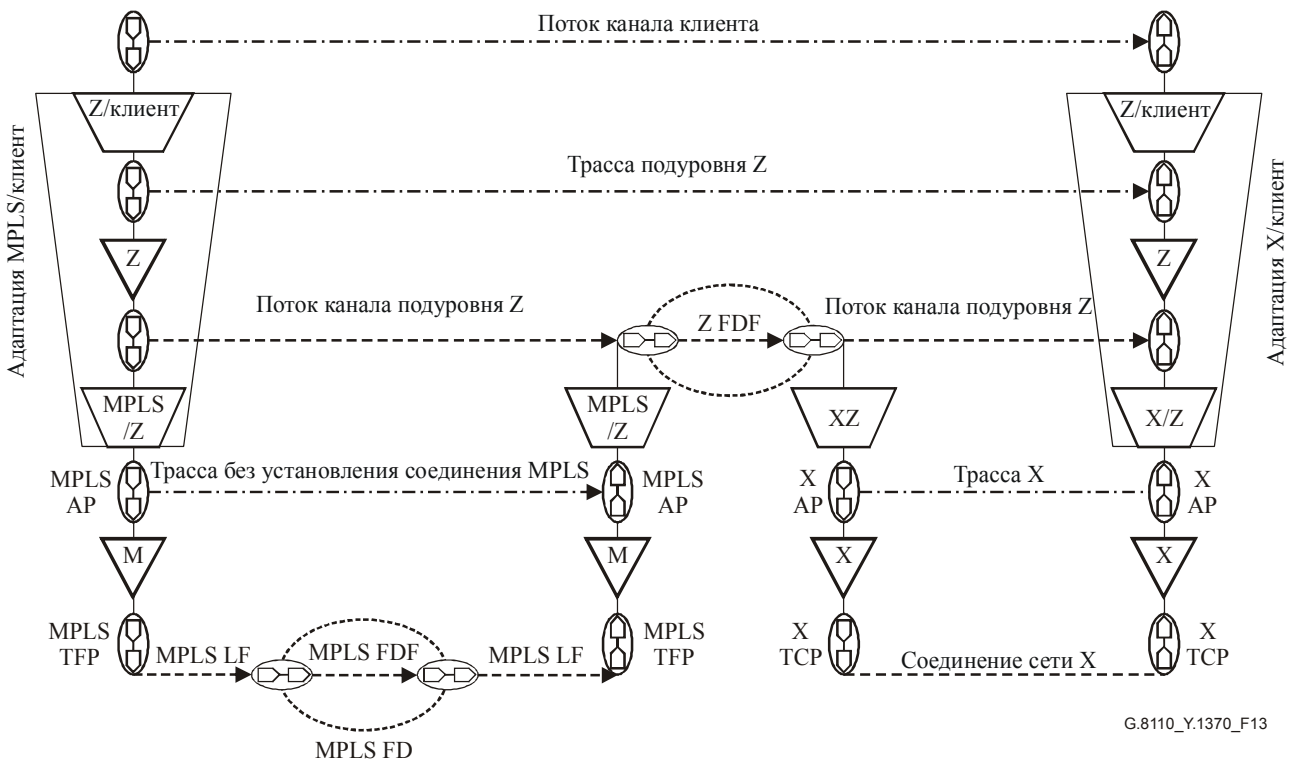 Поток канала клиента
Z/клиент
Z/клиент
Адаптация MPLS/клиент
Адаптация X/клиент
Трасса подуровня Z
Z
Z
Поток канала подуровня Z
Z FDF
Поток канала подуровня Z
MPLS
/Z
MPLS
/Z
XZ
X/Z
MPLS
AP
Трасса без установления соединения MPLS
MPLS
AP
X
AP
Трасса X
X
AP
M
M
X
X
MPLS
TFP
MPLS LF
MPLS FDF
MPLS LF
MPLS
TFP
X
TCP
Соединение сети X
X
TCP
MPLS FD
G.8110_Y.1370_F13